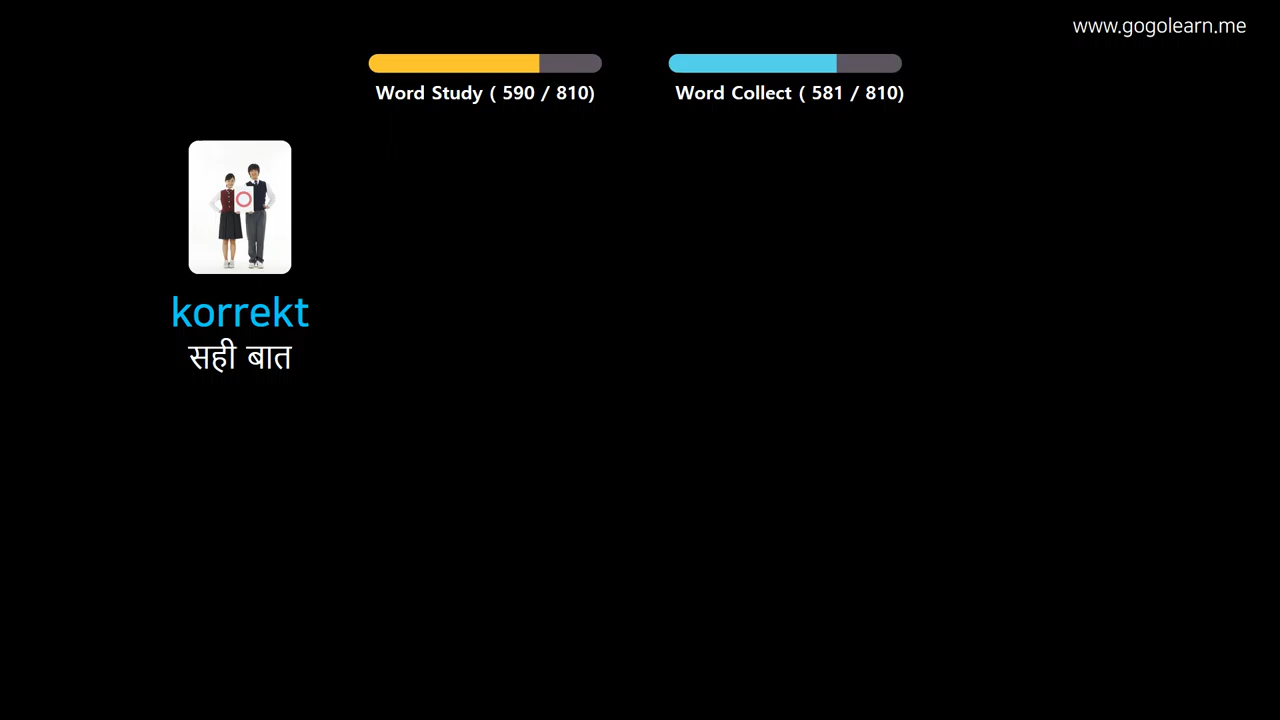 www.gogolearn.me
Word Study ( 590 / 810)
Word Collect ( 581 / 810)
korrekt
सही बात